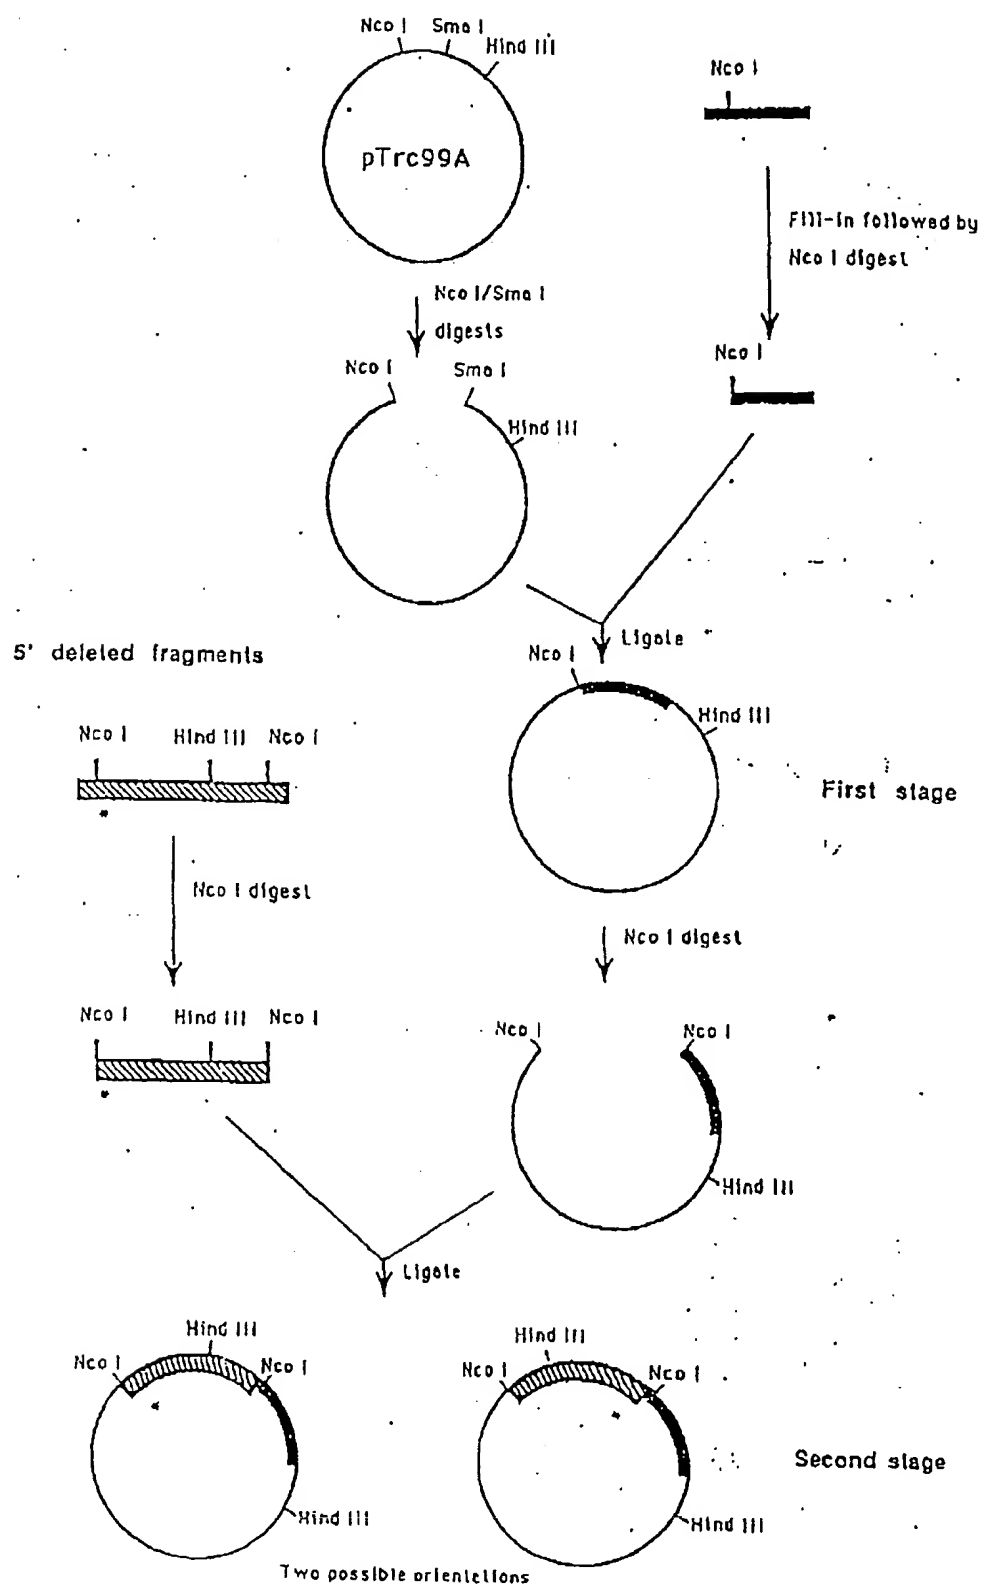 Nco I Sma I
Hind III
pTrc99A
Nco I
Fill-in followed by
Nco I digest
Nco I/Sma I
digests
Nco I
Nco I Sma I
Hind III
Ligate
5' deleted fragments
Nco I
Hind III
Nco I Hind III Nco I
First stage
Nco I digest
Nco I digest
Nco I Hind III Nco I
Nco I Nco I
Hind III
Ligate
Hind III
Nco I Nco I
Hind III
Nco I Nco I
Second stage
Hind III
Hind III
Two possible orientations